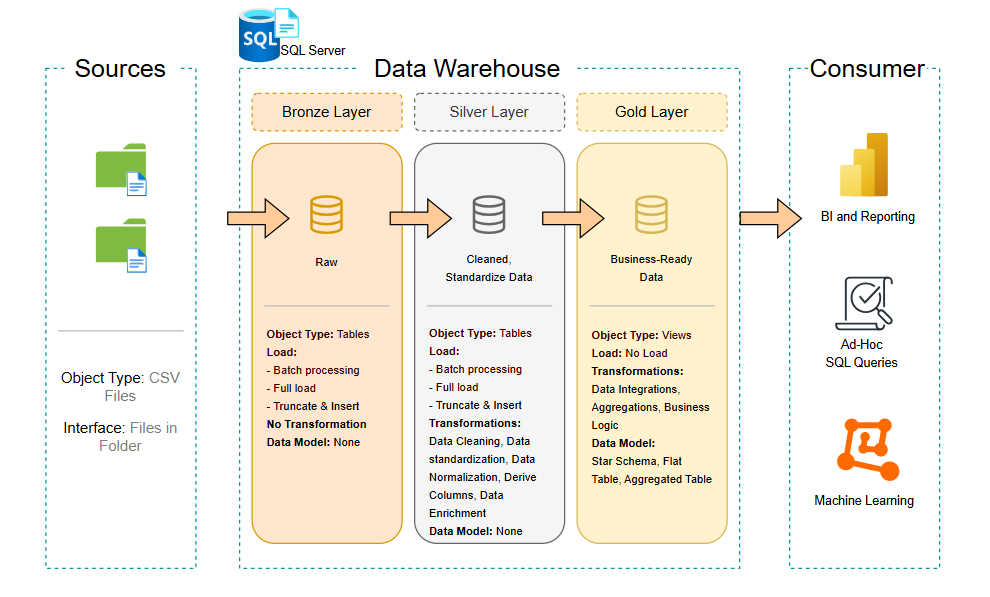 SQL
SQL Server
Sources
Data Warehouse
Consumer
Bronze Layer
Silver Layer
Gold Layer
Raw
Cleaned,
Standardize Data
Business-Ready
Data
BI and Reporting
Ad-Hoc
SQL Queries
Machine Learning
Object Type: CSV
Files
Interface: Files in
Folder
Object Type: Tables
Load:
- Batch processing
- Full load
- Truncate & Insert
No Transformation
Data Model: None
Object Type: Tables
Load:
- Batch processing
- Full load
- Truncate & Insert
Transformations:
Data Cleaning, Data
standardization, Data
Normalization, Derive
Columns, Data
Enrichment
Data Model: None
Object Type: Views
Load: No Load
Transformations:
Data Integrations,
Aggregations, Business
Logic
Data Model:
Star Schema, Flat
Table, Aggregated Table